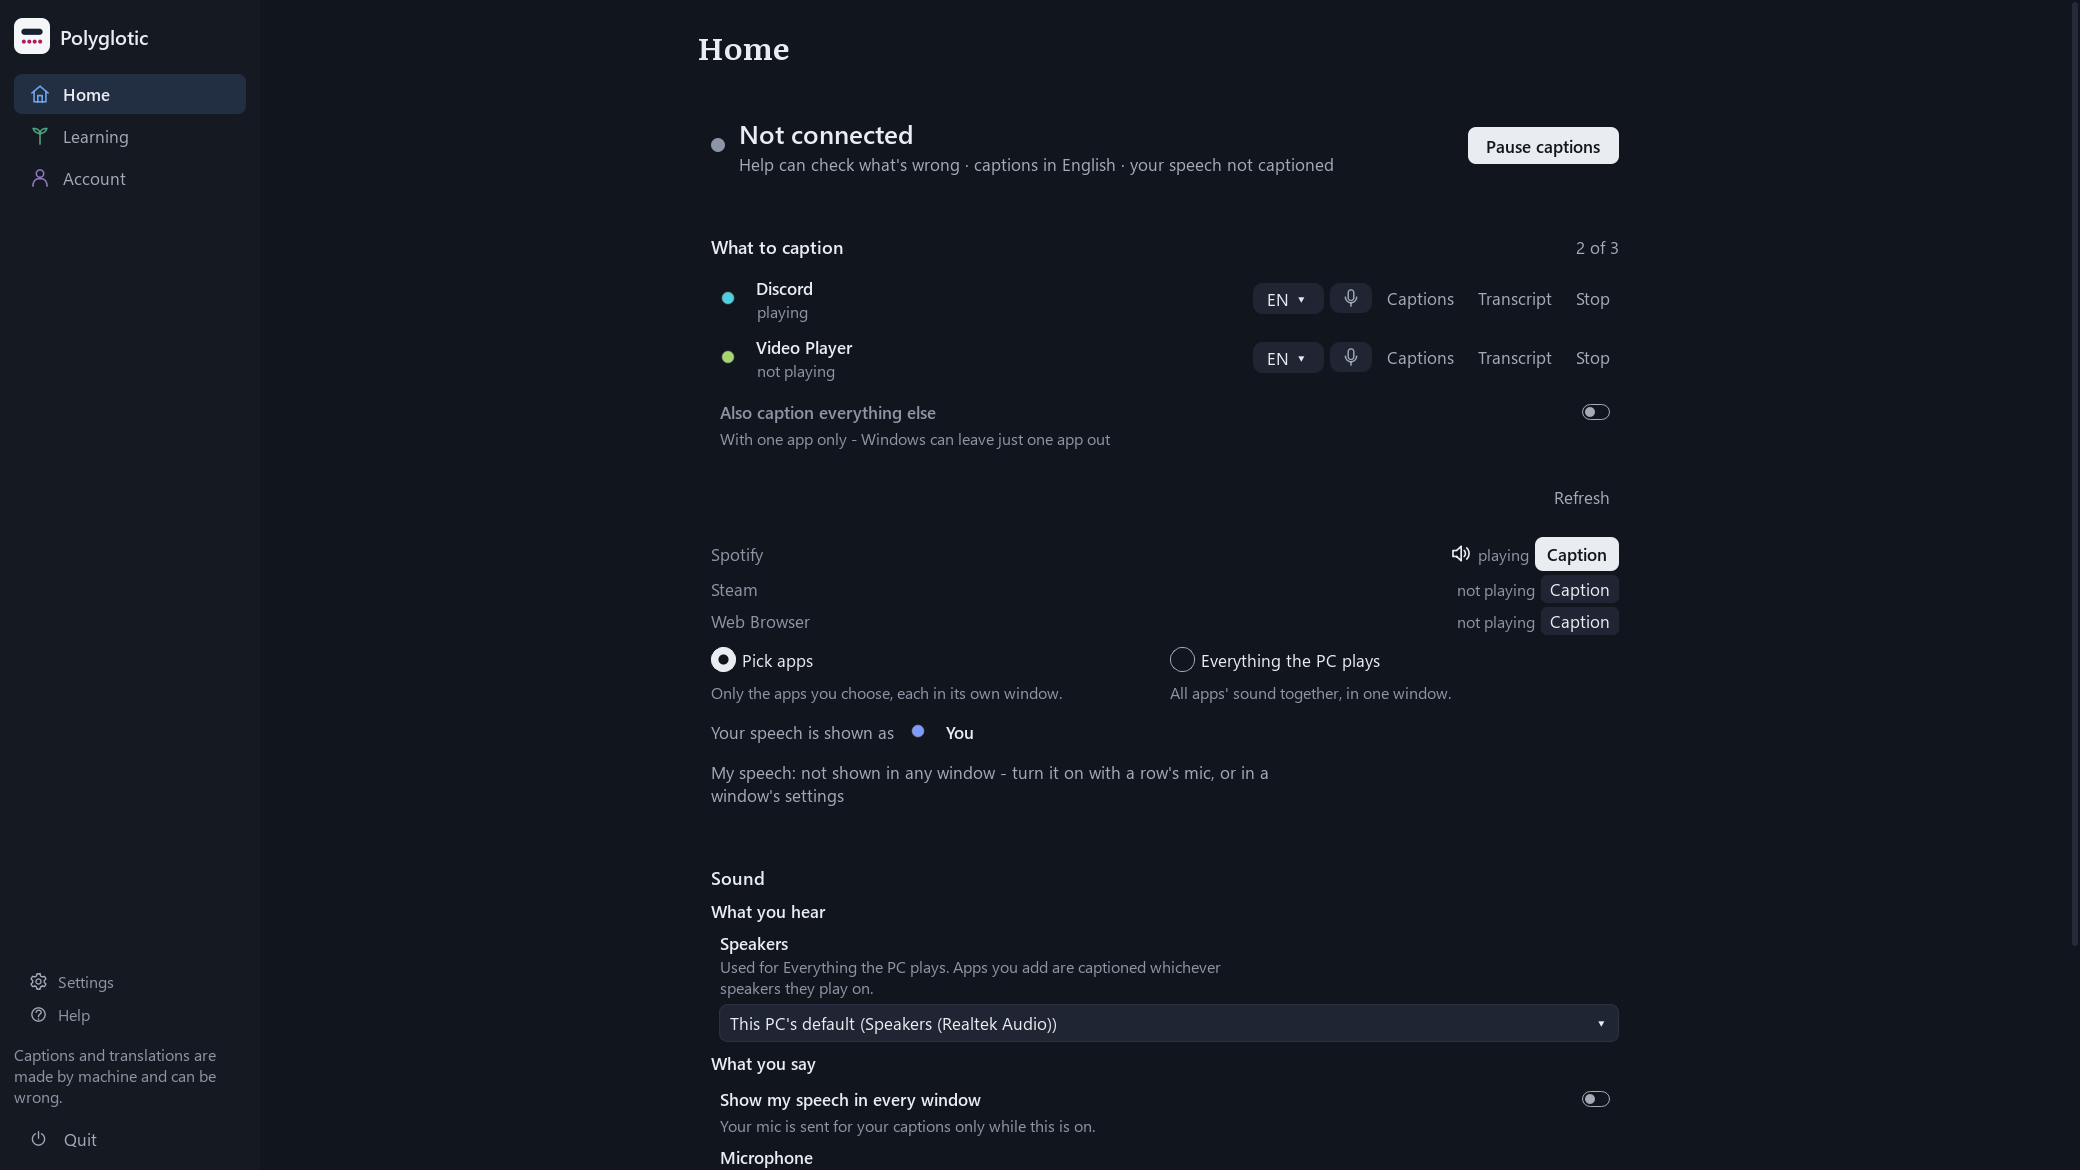 Polyglotic
Home
Learning
Account
Settings
Help
Captions and translations are
made by machine and can be
wrong.
Quit
Home
Not connected
Help can check what's wrong · captions in English · your speech not captioned
Pause captions
What to caption
2 of 3
Discord
playing
EN ▾
Captions
Transcript
Stop
Video Player
not playing
EN ▾
Captions
Transcript
Stop
Also caption everything else
With one app only - Windows can leave just one app out
Refresh
Spotify
playing
Caption
Steam
not playing
Caption
Web Browser
not playing
Caption
Pick apps
Only the apps you choose, each in its own window.
Everything the PC plays
All apps' sound together, in one window.
Your speech is shown as
You
My speech: not shown in any window - turn it on with a row's mic, or in a
window's settings
Sound
What you hear
Speakers
Used for Everything the PC plays. Apps you add are captioned whichever
speakers they play on.
This PC's default (Speakers (Realtek Audio))
What you say
Show my speech in every window
Your mic is sent for your captions only while this is on.
Microphone